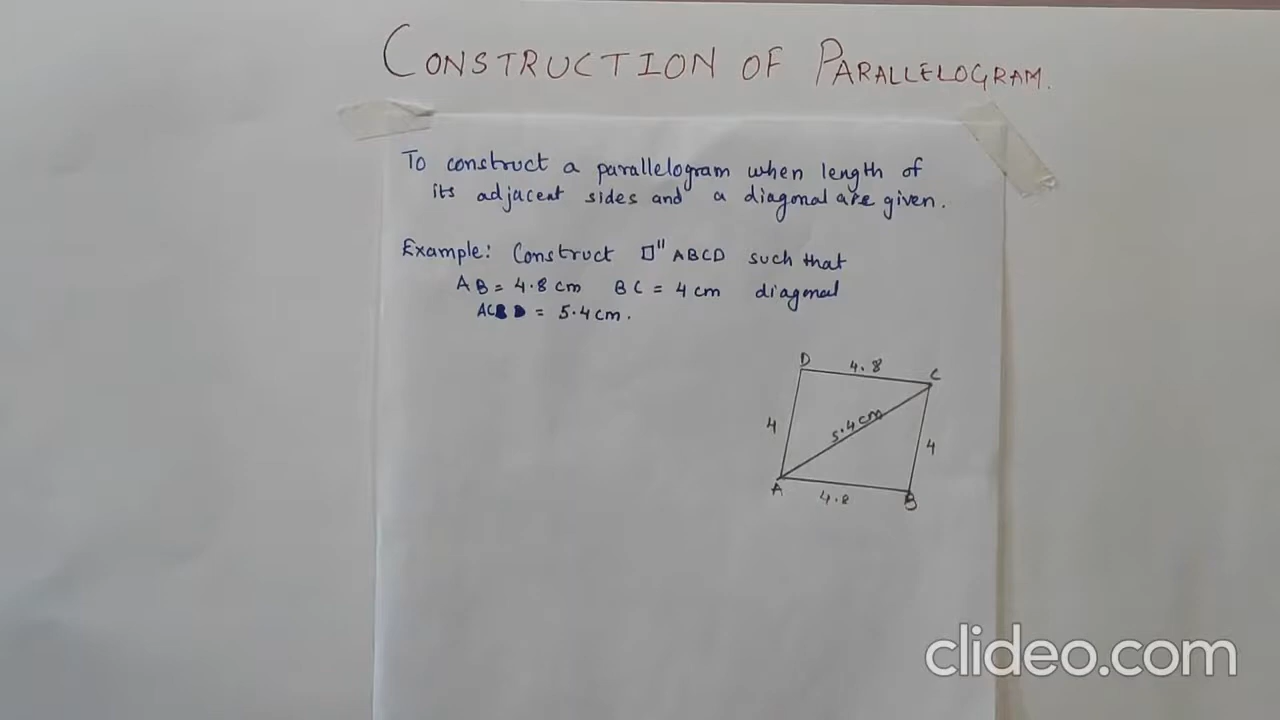 CONSTRUCTION OF PARALLELOGRAM.
To construct a parallelogram when length of
its adjacent sides and a diagonal are given.
Example: Construct ▱" ABCD such that
AB = 4.8 cm BC = 4 cm diagonal
AC = 5.4 cm.
D 4.8 C
4 5.4 cm 4
A 4.8 B
clideo.com